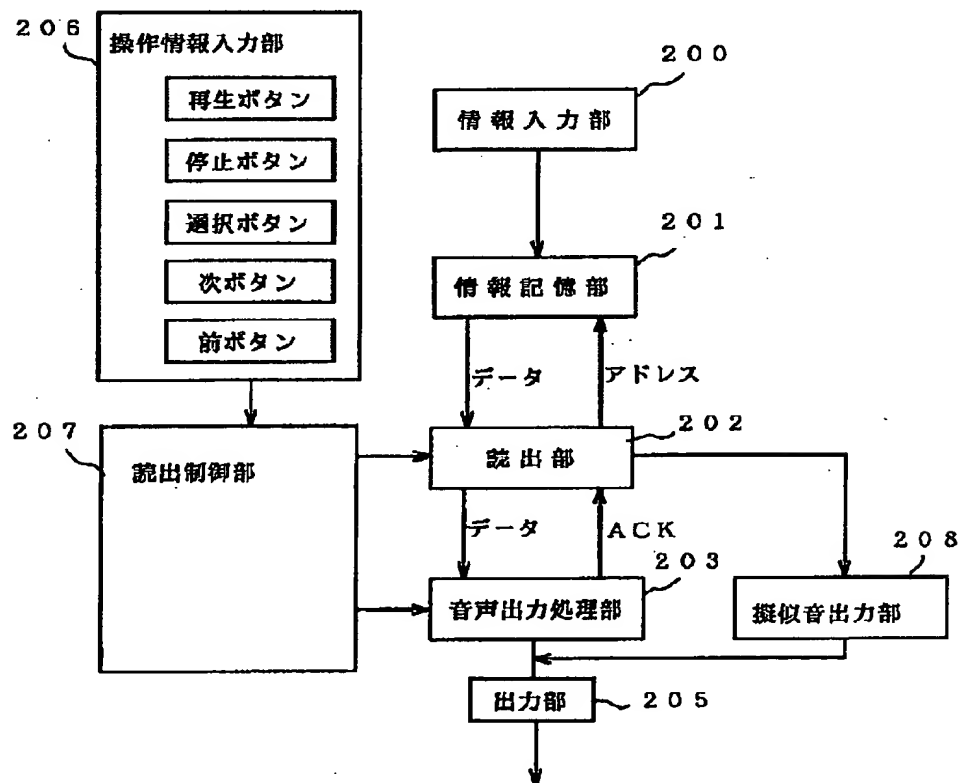 206
操作情報入力部
再生ボタン
停止ボタン
選択ボタン
次ボタン
前ボタン
200
情報入力部
201
情報記憶部
データ
アドレス
207
読出制御部
202
読出部
データ
ACK
203
音声出力処理部
208
擬似音出力部
出力部
205